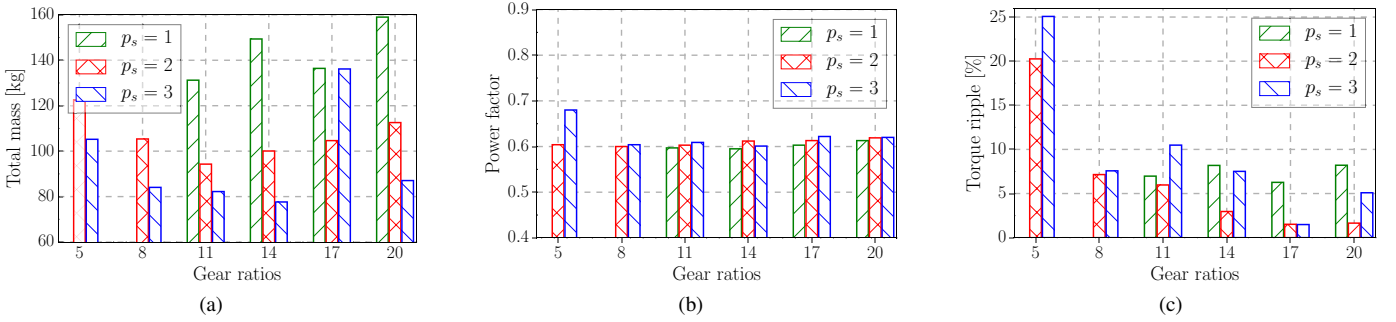 160
140
120
100
80
60
Total mass [kg]
p_s = 1
p_s = 2
p_s = 3
5 8 11 14 17 20
Gear ratios
(a)
0.9
0.8
0.7
0.6
0.5
0.4
Power factor
p_s = 1
p_s = 2
p_s = 3
5 8 11 14 17 20
Gear ratios
(b)
25
20
15
10
5
0
Torque ripple [%]
p_s = 1
p_s = 2
p_s = 3
5 8 11 14 17 20
Gear ratios
(c)